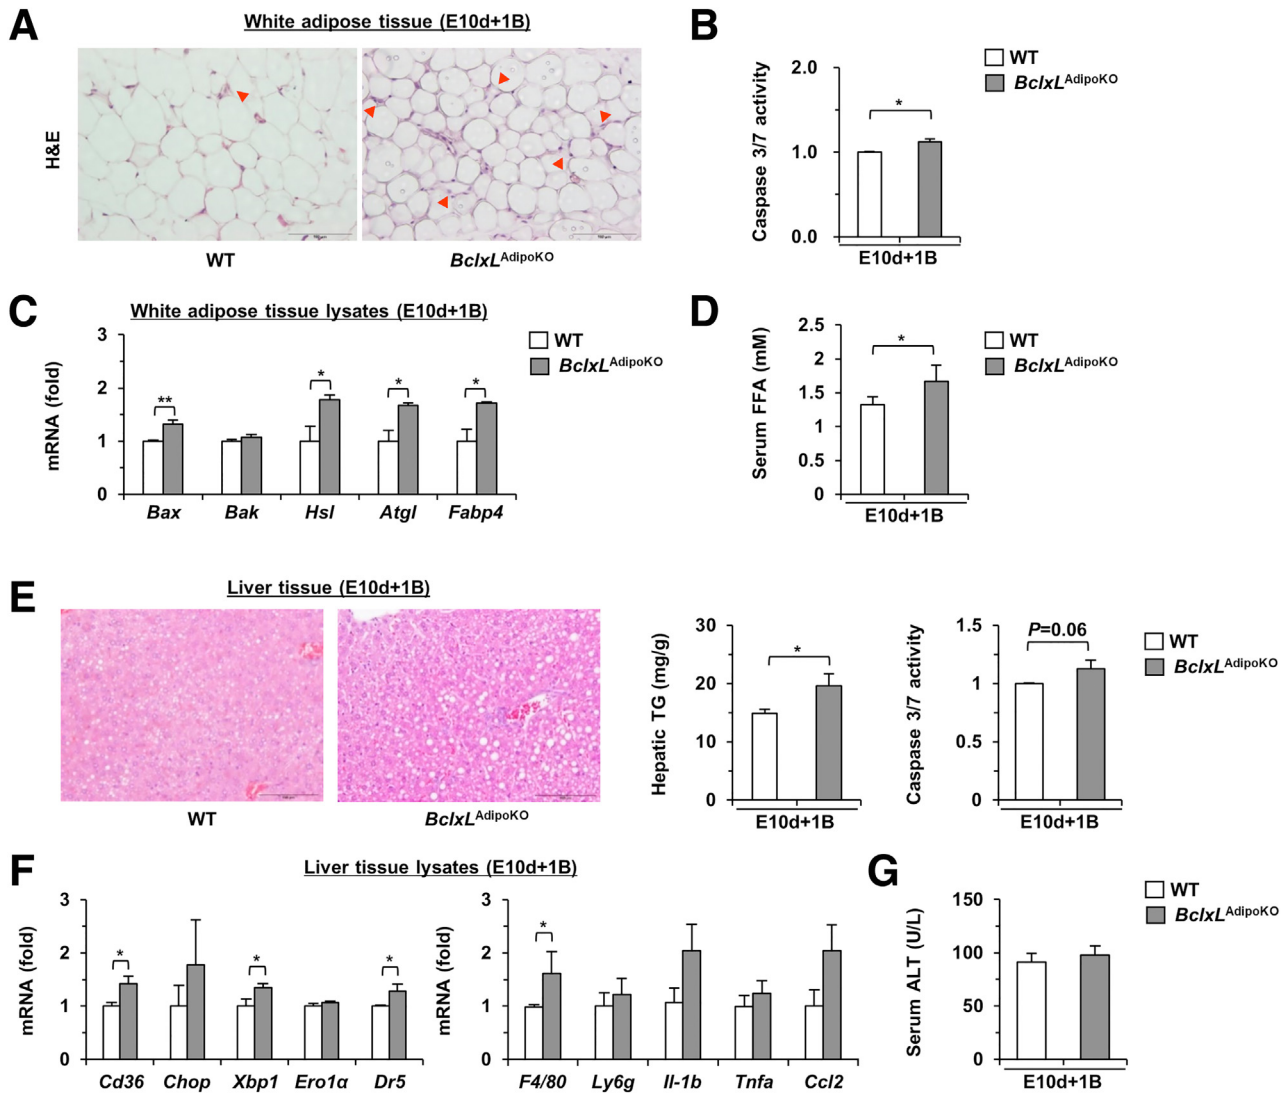 A
White adipose tissue (E10d+1B)
H&E
WT
BclxLAdipoKO
B
WT
BclxLAdipoKO
Caspase 3/7 activity
2.0
1.0
0.0
*
E10d+1B
C
White adipose tissue lysates (E10d+1B)
WT
BclxLAdipoKO
mRNA (fold)
3
2
1
0
**
*
*
*
Bax Bak Hsl Atgl Fabp4
D
WT
BclxLAdipoKO
Serum FFA (mM)
2.5
2
1.5
1
0.5
0
*
E10d+1B
E
Liver tissue (E10d+1B)
WT
BclxLAdipoKO
Hepatic TG (mg/g)
30
20
10
0
*
E10d+1B
Caspase 3/7 activity
1.5
1
0.5
0
P=0.06
E10d+1B
WT
BclxLAdipoKO
F
Liver tissue lysates (E10d+1B)
mRNA (fold)
3
2
1
0
*
*
*
Cd36 Chop Xbp1 Ero1α Dr5
mRNA (fold)
3
2
1
0
*
F4/80 Ly6g Il-1b Tnfa Ccl2
G
Serum ALT (U/L)
150
100
50
0
E10d+1B
WT
BclxLAdipoKO